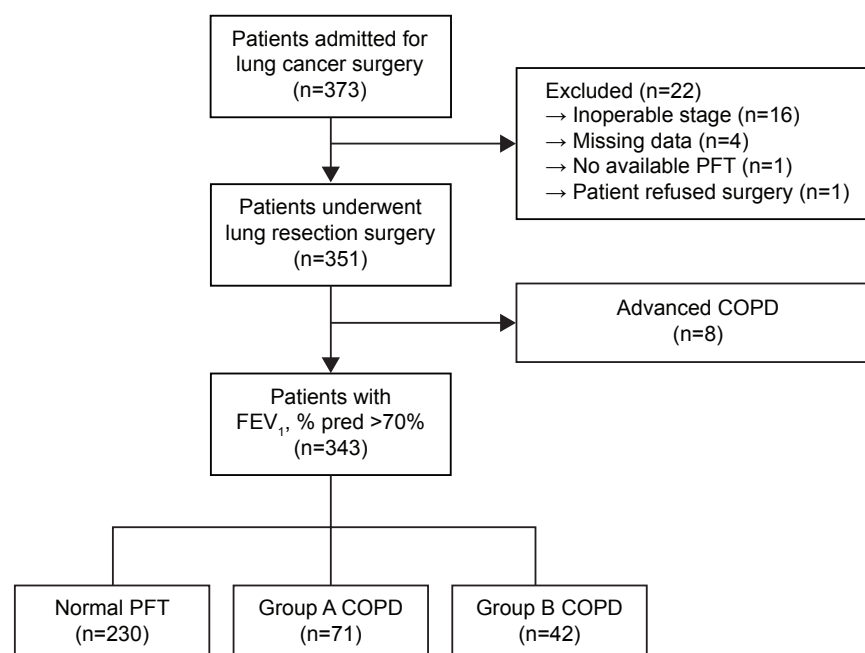 Patients admitted for
lung cancer surgery
(n=373)
Excluded (n=22)
→ Inoperable stage (n=16)
→ Missing data (n=4)
→ No available PFT (n=1)
→ Patient refused surgery (n=1)
Patients underwent
lung resection surgery
(n=351)
Advanced COPD
(n=8)
Patients with
FEV₁, % pred >70%
(n=343)
Normal PFT
(n=230)
Group A COPD
(n=71)
Group B COPD
(n=42)